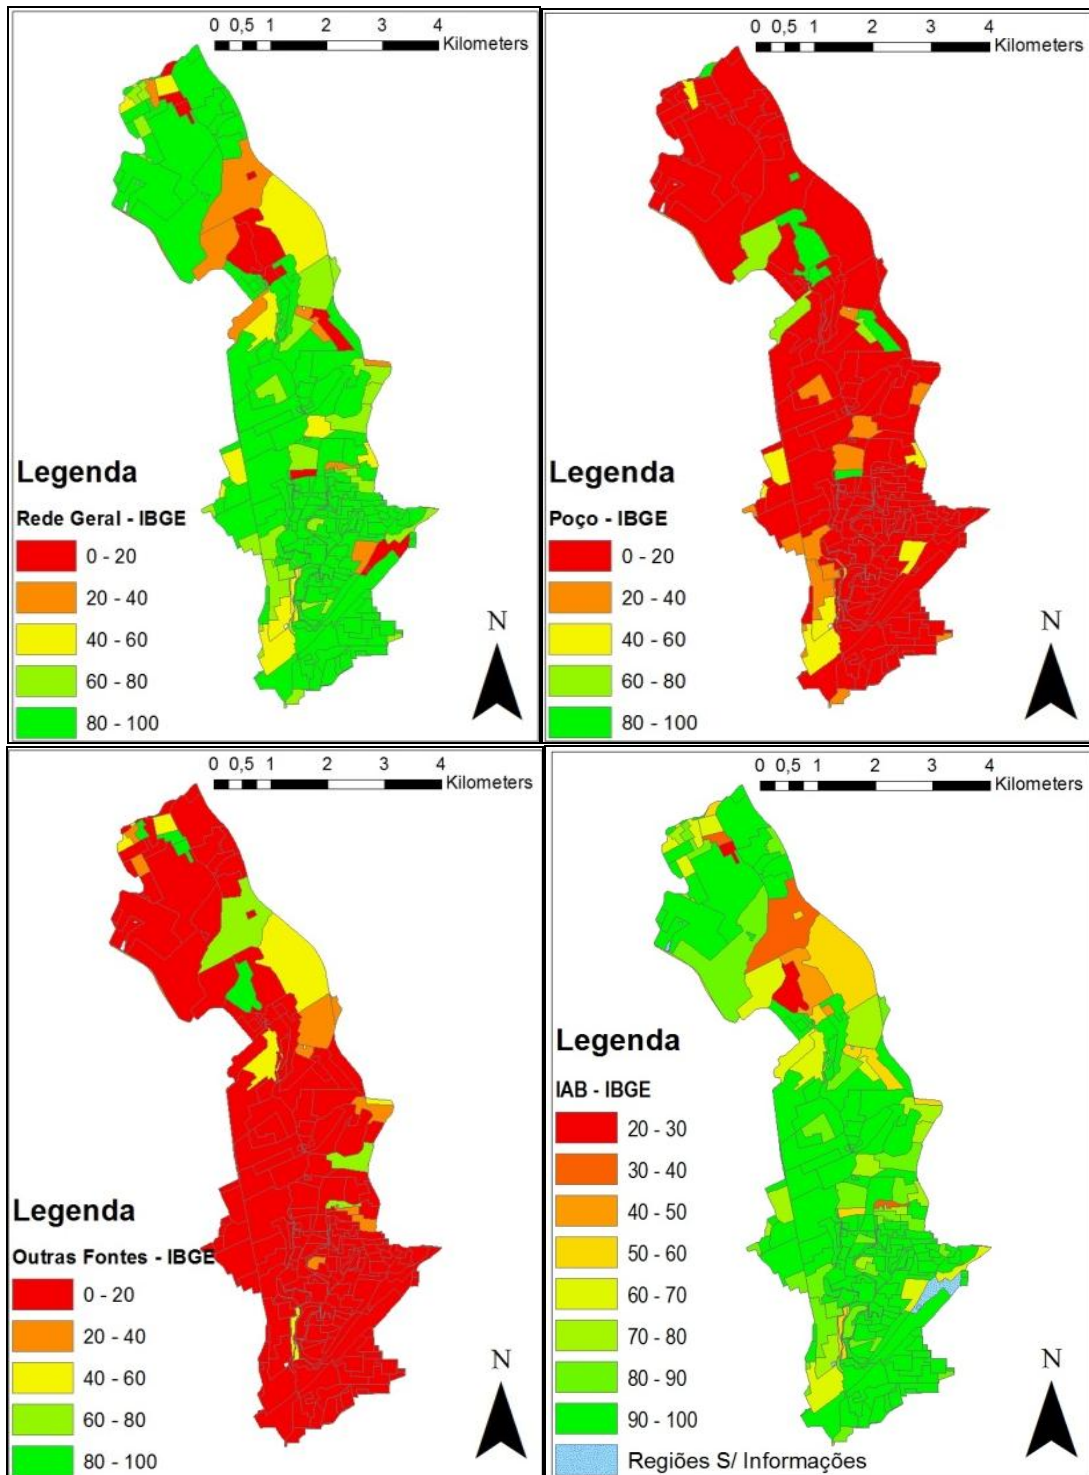 0 0,5 1 2 3 4
Kilometers
Legenda
Rede Geral - IBGE
0 - 20
20 - 40
40 - 60
60 - 80
80 - 100
N
0 0,5 1 2 3 4
Kilometers
Legenda
Poço - IBGE
0 - 20
20 - 40
40 - 60
60 - 80
80 - 100
N
0 0,5 1 2 3 4
Kilometers
Legenda
Outras Fontes - IBGE
0 - 20
20 - 40
40 - 60
60 - 80
80 - 100
N
0 0,5 1 2 3 4
Kilometers
Legenda
IAB - IBGE
20 - 30
30 - 40
40 - 50
50 - 60
60 - 70
70 - 80
80 - 90
90 - 100
Regiões S/ Informações
N